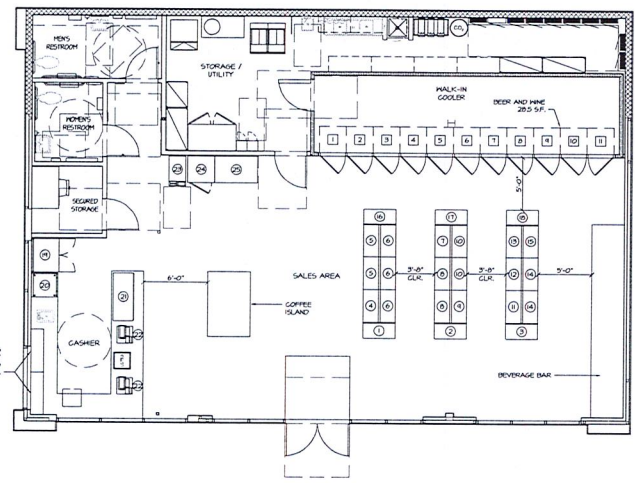 MEN'S
RESTROOM
STORAGE /
UTILITY
CO₂
WALK-IN
COOLER
BEER AND WINE
28.5 S.F.
WOMEN'S
RESTROOM
1 2 3 4 5 6 7 8 9 10 11
23 24 25
5'-0"
SECURED
STORAGE
16 17 18
5 6 7 10 13 15
19
20
21
6'-0"
SALES AREA
5 6 8 10 12 14
3'-8"
CLR.
3'-8"
CLR.
5'-0"
COFFEE
ISLAND
4 6 8 9 11 14
1 2 3
CASHIER
22
22
BEVERAGE BAR